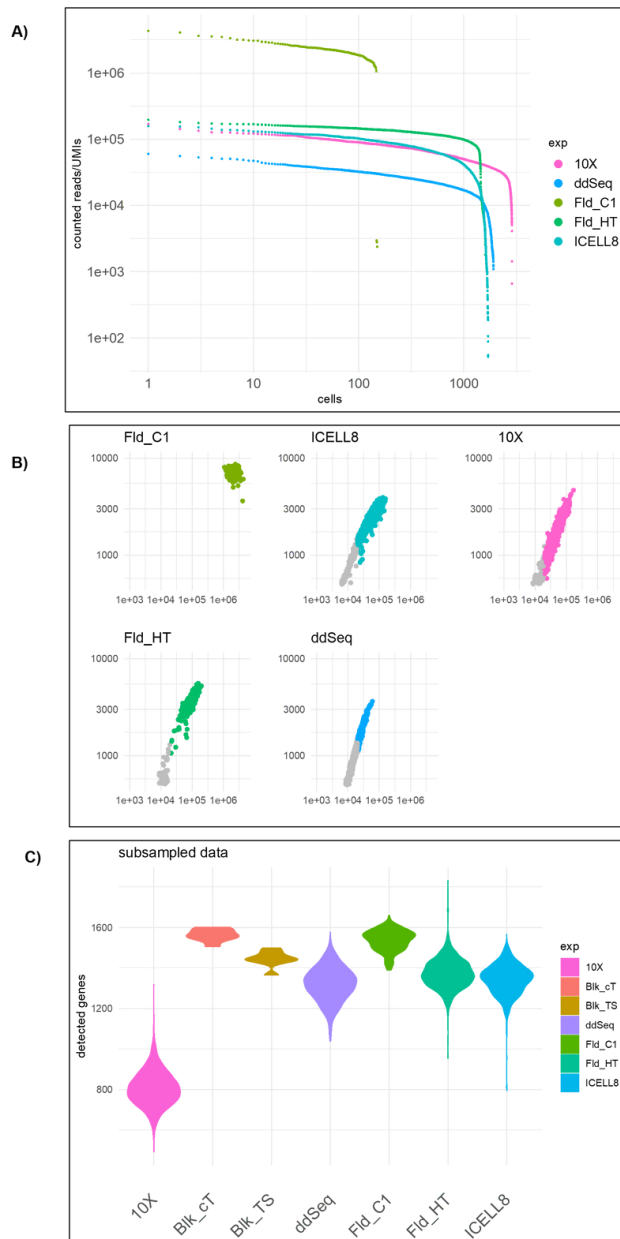 A)
1e+06
1e+05
1e+04
1e+03
1e+02
counted reads/UMIs
1 10 100 1000
cells
exp
10X
ddSeq
Fld_C1
Fld_HT
ICELL8
B)
Fld_C1 ICELL8 10X
10000 10000 10000
3000 3000 3000
1000 1000 1000
1e+03 1e+04 1e+05 1e+06 1e+03 1e+04 1e+05 1e+06 1e+03 1e+04 1e+05 1e+06
Fld_HT ddSeq
10000 10000
3000 3000
1000 1000
1e+03 1e+04 1e+05 1e+06 1e+03 1e+04 1e+05 1e+06
C)
subsampled data
1600
1200
800
detected genes
10X Blk_cT Blk_TS ddSeq Fld_C1 Fld_HT ICELL8
exp
10X
Blk_cT
Blk_TS
ddSeq
Fld_C1
Fld_HT
ICELL8